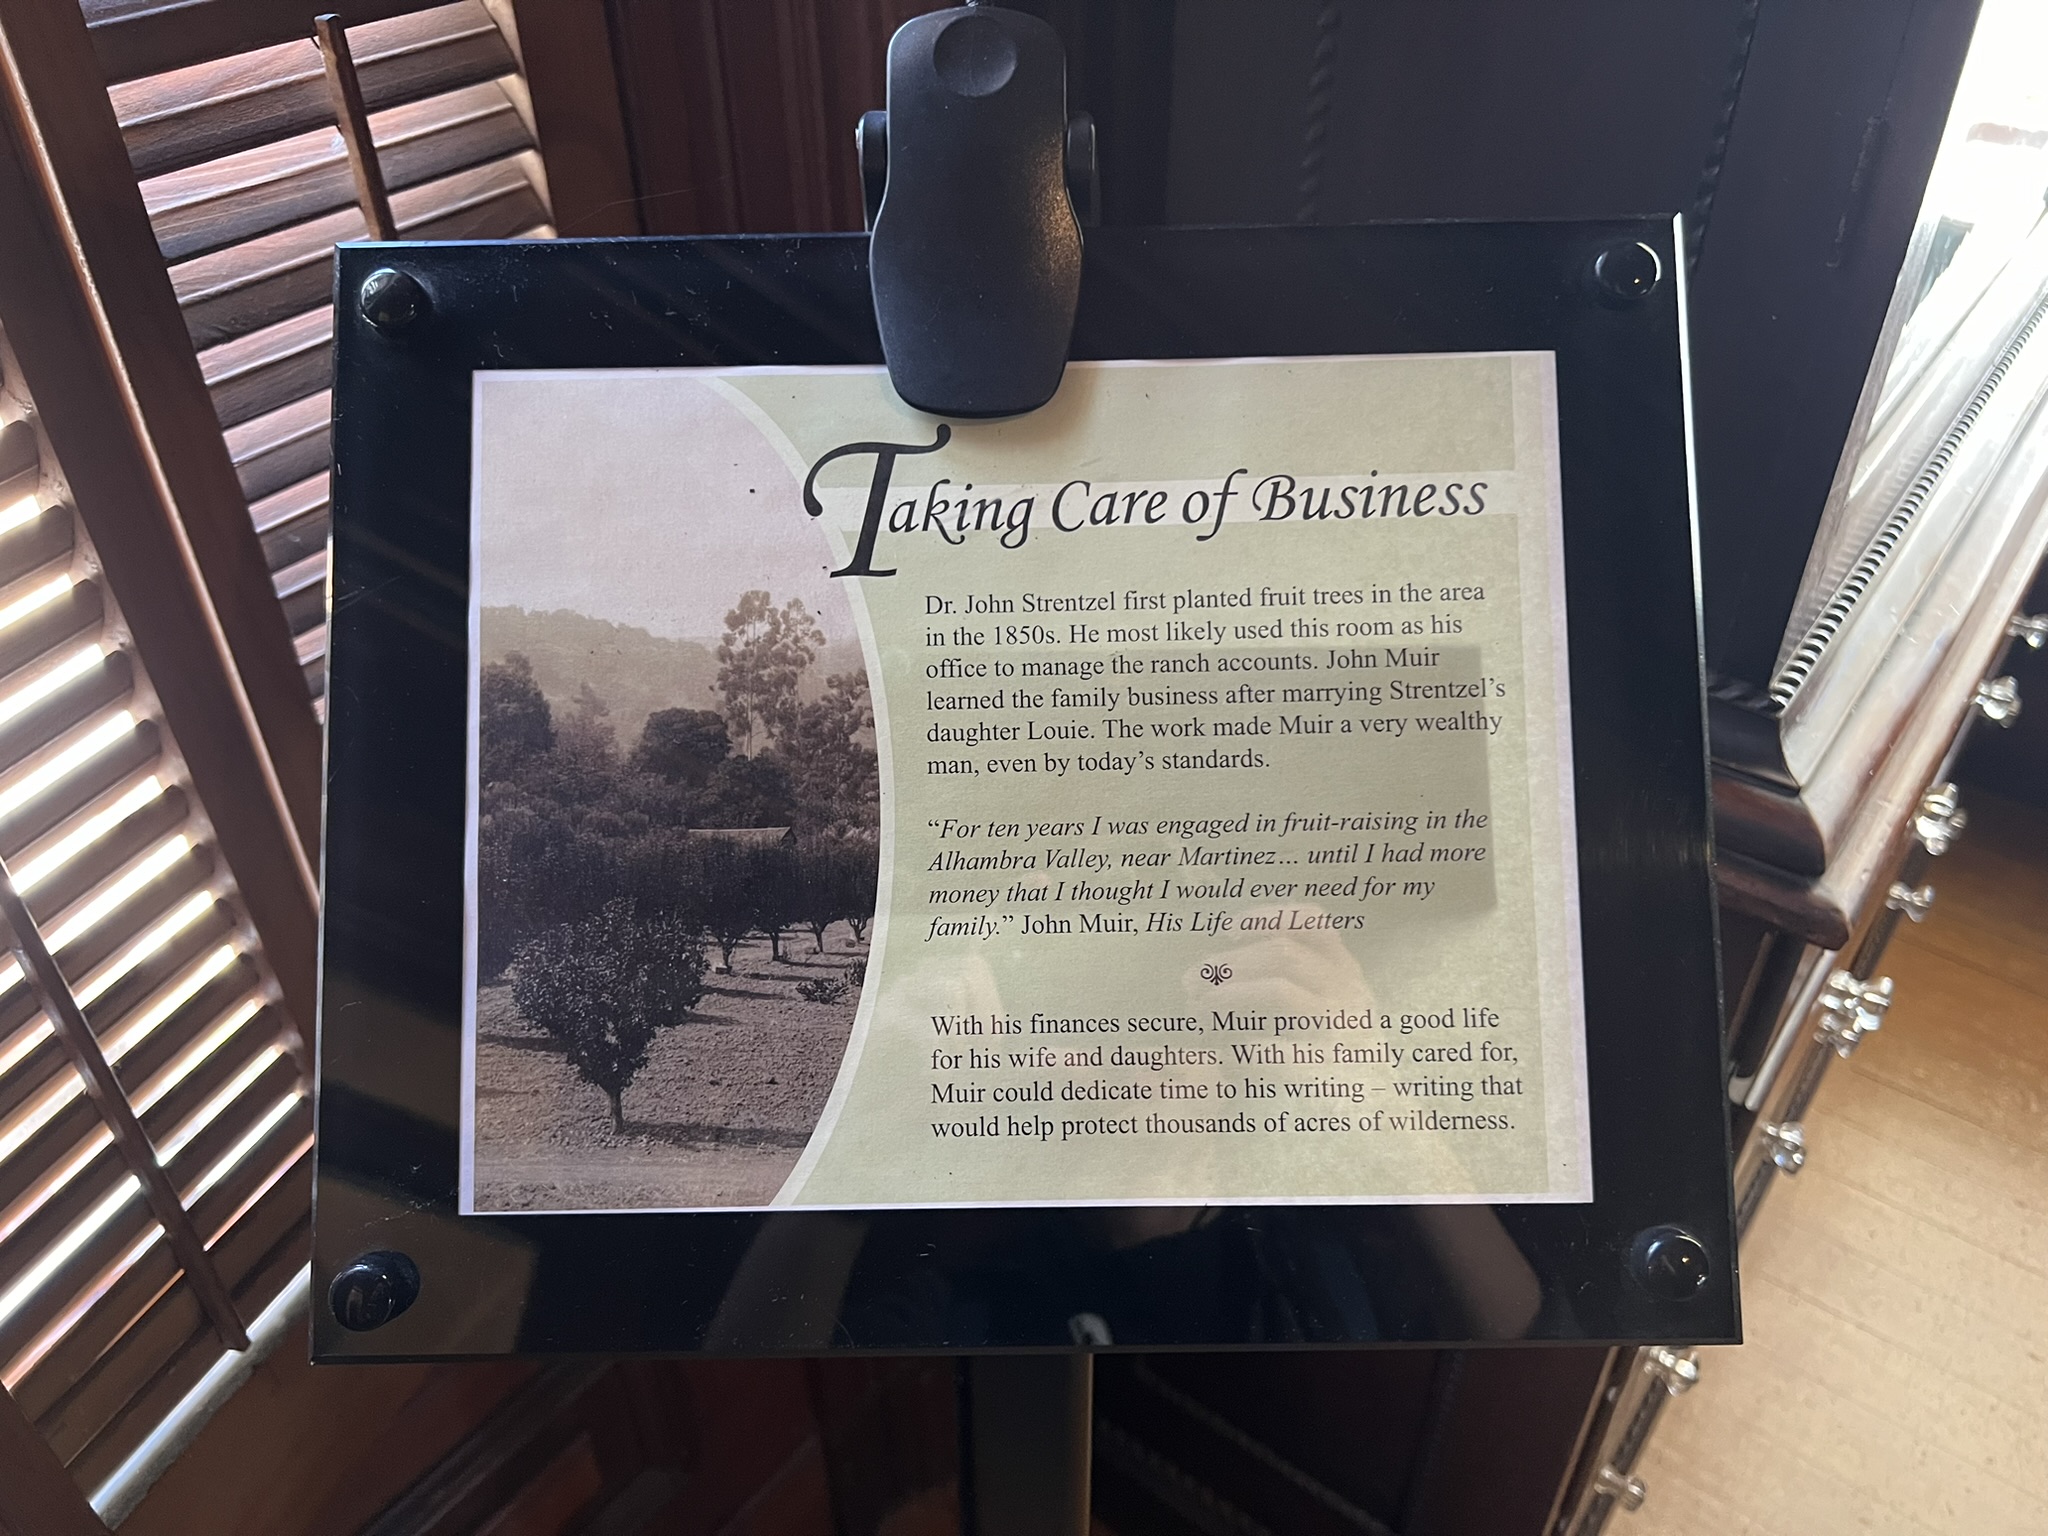 Taking Care of Business
Dr. John Strentzel first planted fruit trees in the area
in the 1850s. He most likely used this room as his
office to manage the ranch accounts. John Muir
learned the family business after marrying Strentzel’s
daughter Louie. The work made Muir a very wealthy
man, even by today’s standards.
“For ten years I was engaged in fruit-raising in the
Alhambra Valley, near Martinez… until I had more
money that I thought I would ever need for my
family.” John Muir, His Life and Letters
With his finances secure, Muir provided a good life
for his wife and daughters. With his family cared for,
Muir could dedicate time to his writing – writing that
would help protect thousands of acres of wilderness.